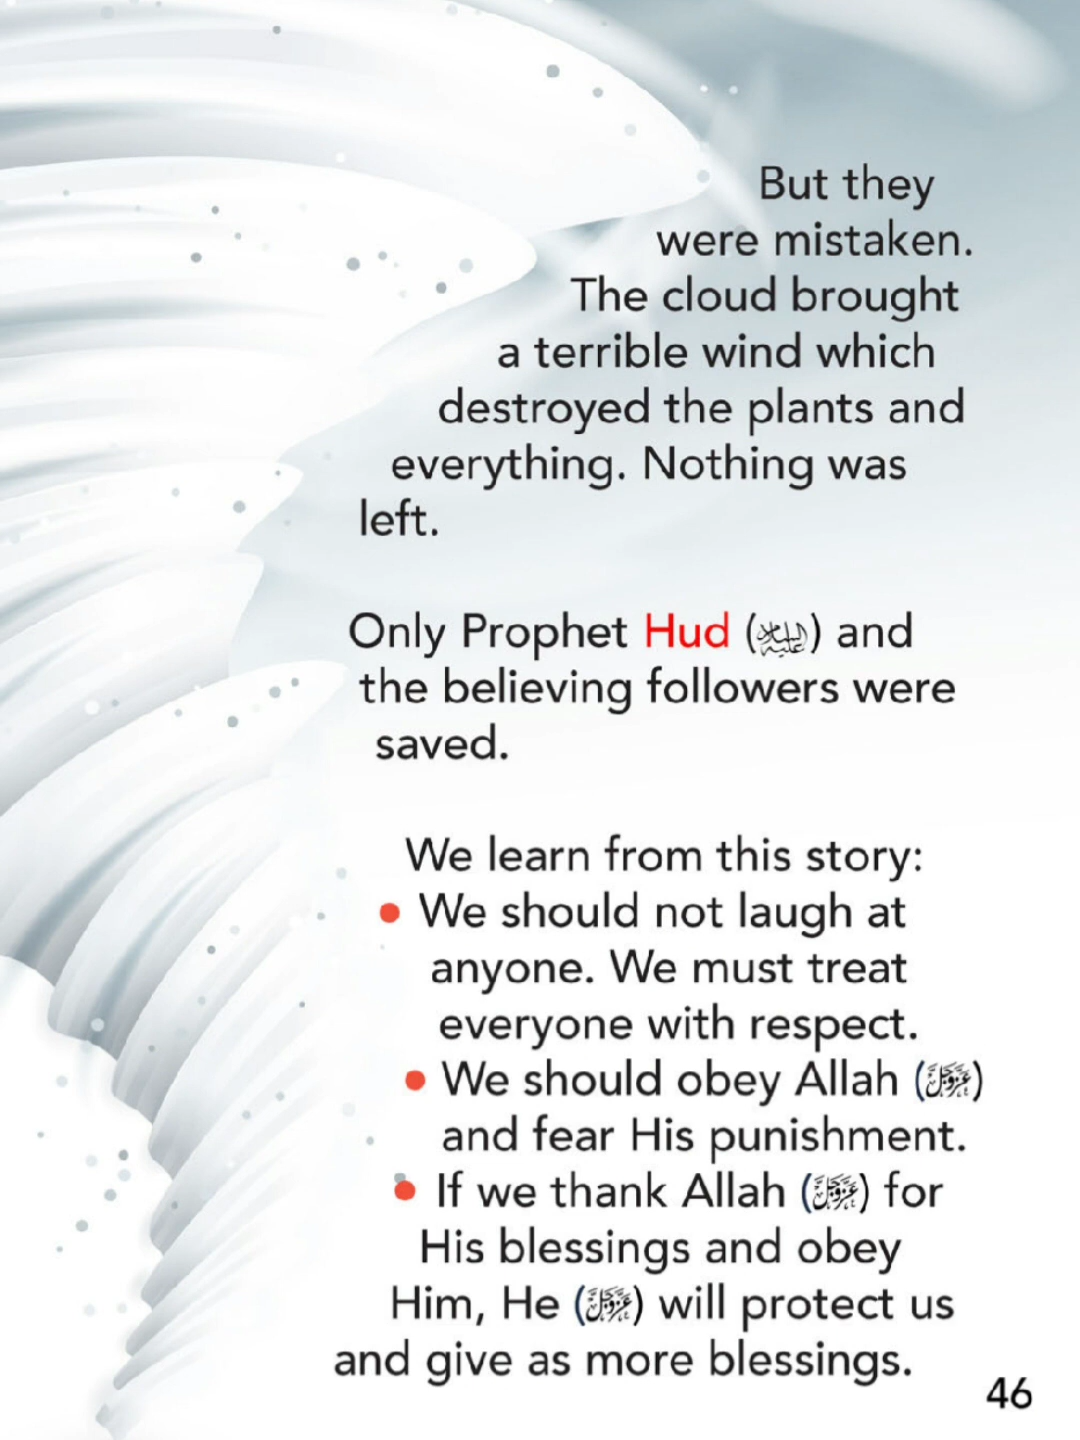 But they
were mistaken.
The cloud brought
a terrible wind which
destroyed the plants and
everything. Nothing was
left.
Only Prophet Hud (عليه السلام) and
the believing followers were
saved.
We learn from this story:
• We should not laugh at
anyone. We must treat
everyone with respect.
• We should obey Allah (عَزَّوَجَلَّ)
and fear His punishment.
• If we thank Allah (عَزَّوَجَلَّ) for
His blessings and obey
Him, He (عَزَّوَجَلَّ) will protect us
and give as more blessings.
46